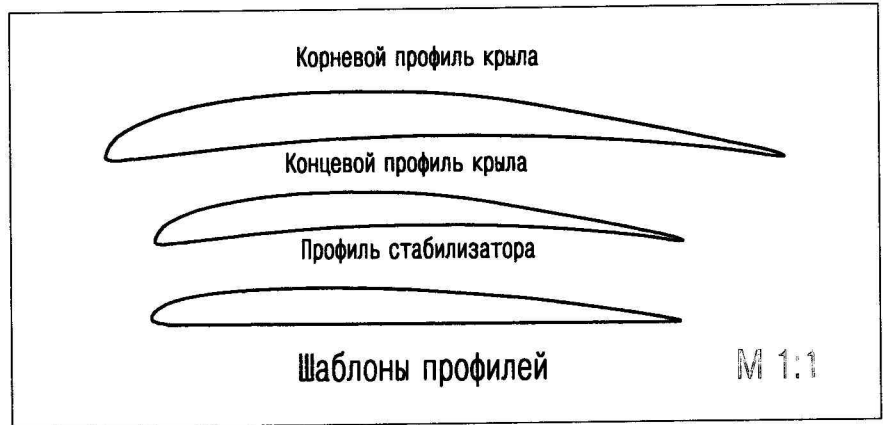 Корневой профиль крыла
Концевой профиль крыла
Профиль стабилизатора
Шаблоны профилей
М 1:1